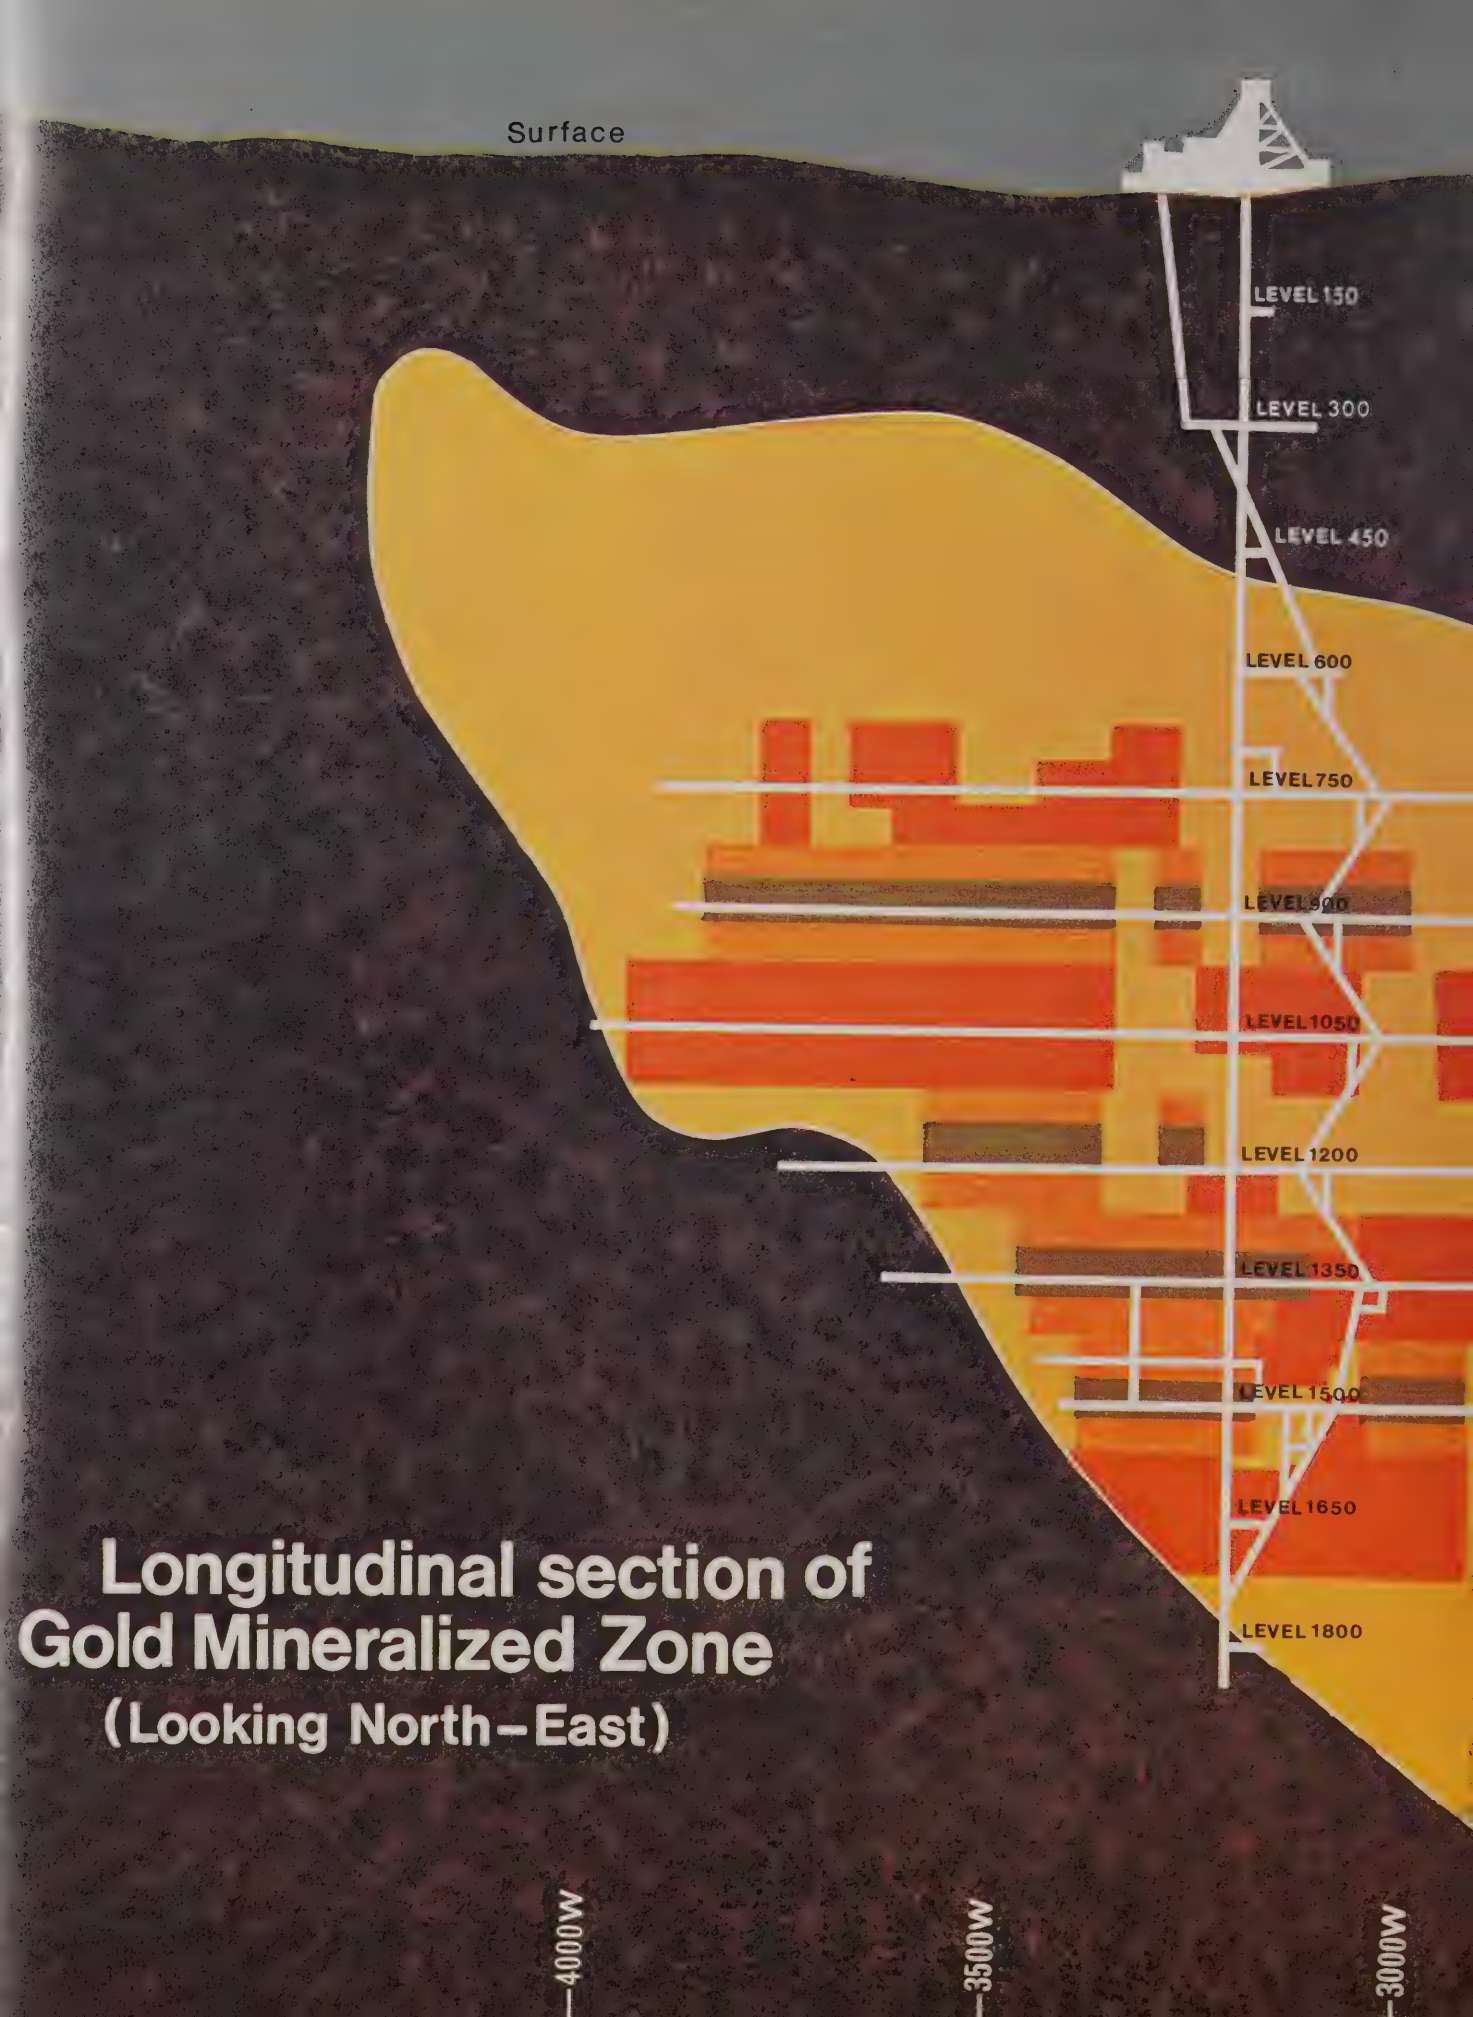 Surface
LEVEL 150
LEVEL 300
LEVEL 450
LEVEL 600
LEVEL 750
LEVEL 900
LEVEL 1050
LEVEL 1200
LEVEL 1350
LEVEL 1500
LEVEL 1650
LEVEL 1800
Longitudinal section of
Gold Mineralized Zone
(Looking North-East)
4000W
3500W
3000W